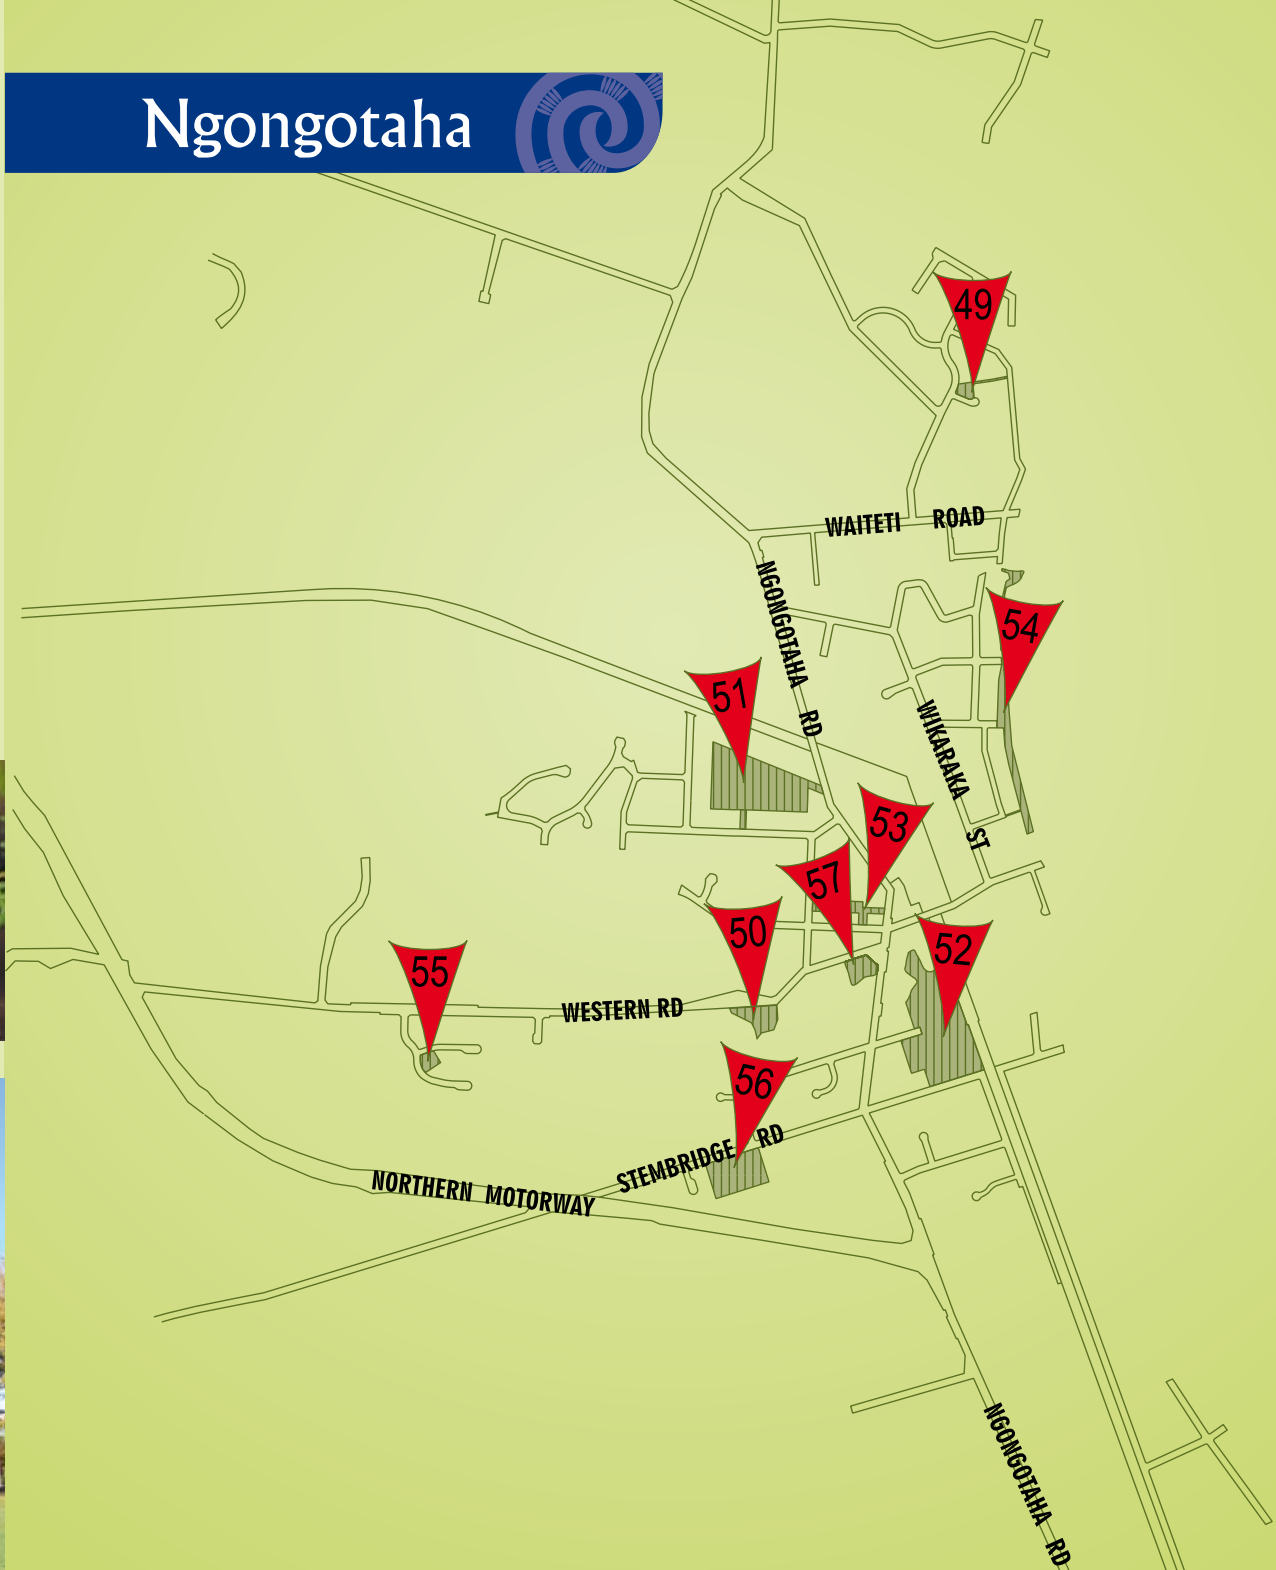 Ngongotaha
49
WAITETI ROAD
NGONGOTAHA RD
54
51
WIKARAKA ST
53
57
50
52
55
WESTERN RD
56
STEMBRIDGE RD
NORTHERN MOTORWAY
NGONGOTAHA RD